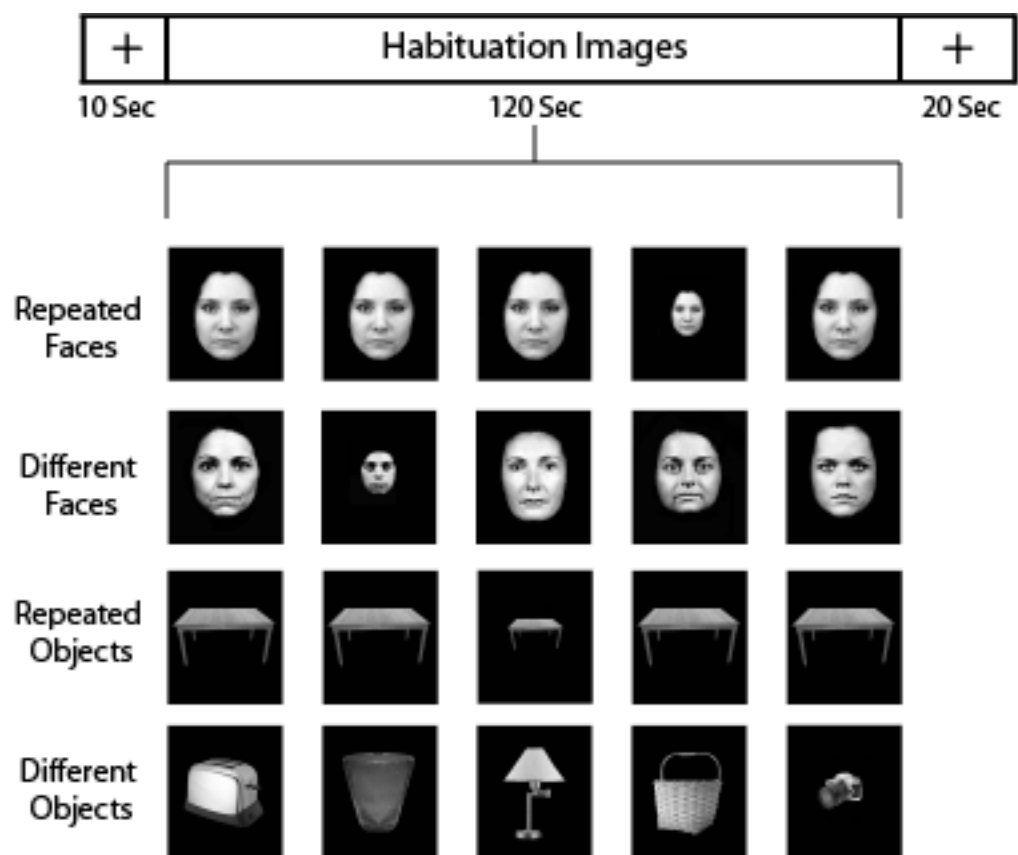 + Habituation Images +
10 Sec 120 Sec 20 Sec
Repeated
Faces
Different
Faces
Repeated
Objects
Different
Objects